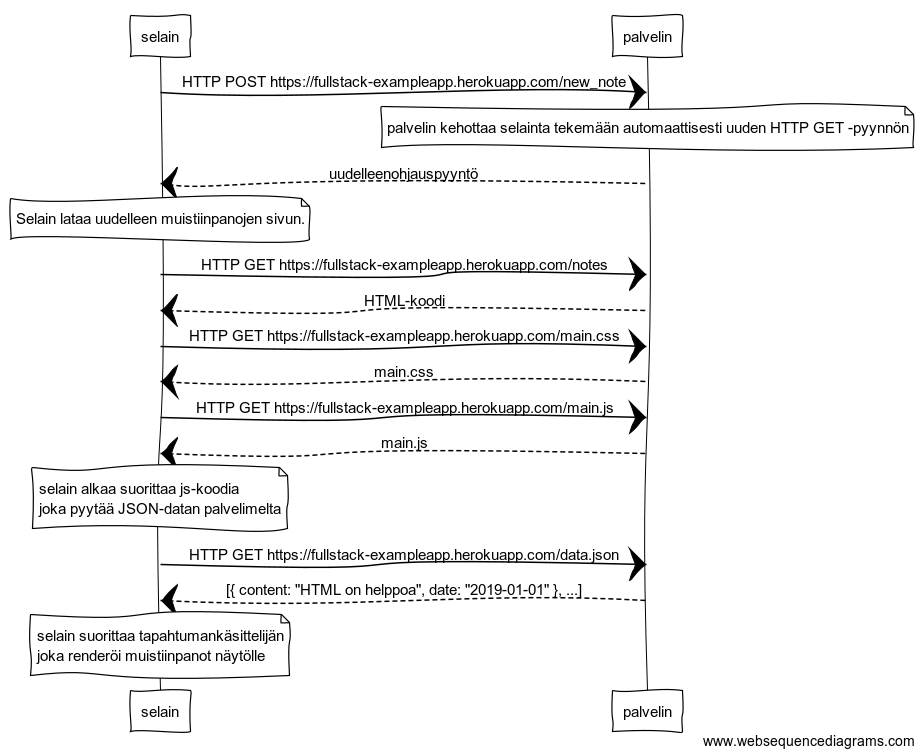 selain
palvelin
HTTP POST https://fullstack-exampleapp.herokuapp.com/new_note
palvelin kehottaa selainta tekemään automaattisesti uuden HTTP GET -pyynnön
uudelleenohjauspyyntö
Selain lataa uudelleen muistiinpanojen sivun.
HTTP GET https://fullstack-exampleapp.herokuapp.com/notes
HTML-koodi
HTTP GET https://fullstack-exampleapp.herokuapp.com/main.css
main.css
HTTP GET https://fullstack-exampleapp.herokuapp.com/main.js
main.js
selain alkaa suorittaa js-koodia
joka pyytää JSON-datan palvelimelta
HTTP GET https://fullstack-exampleapp.herokuapp.com/data.json
[{ content: "HTML on helppoa", date: "2019-01-01" }, ...]
selain suorittaa tapahtumankäsittelijän
joka renderöi muistiinpanot näytölle
selain
palvelin
www.websequencediagrams.com